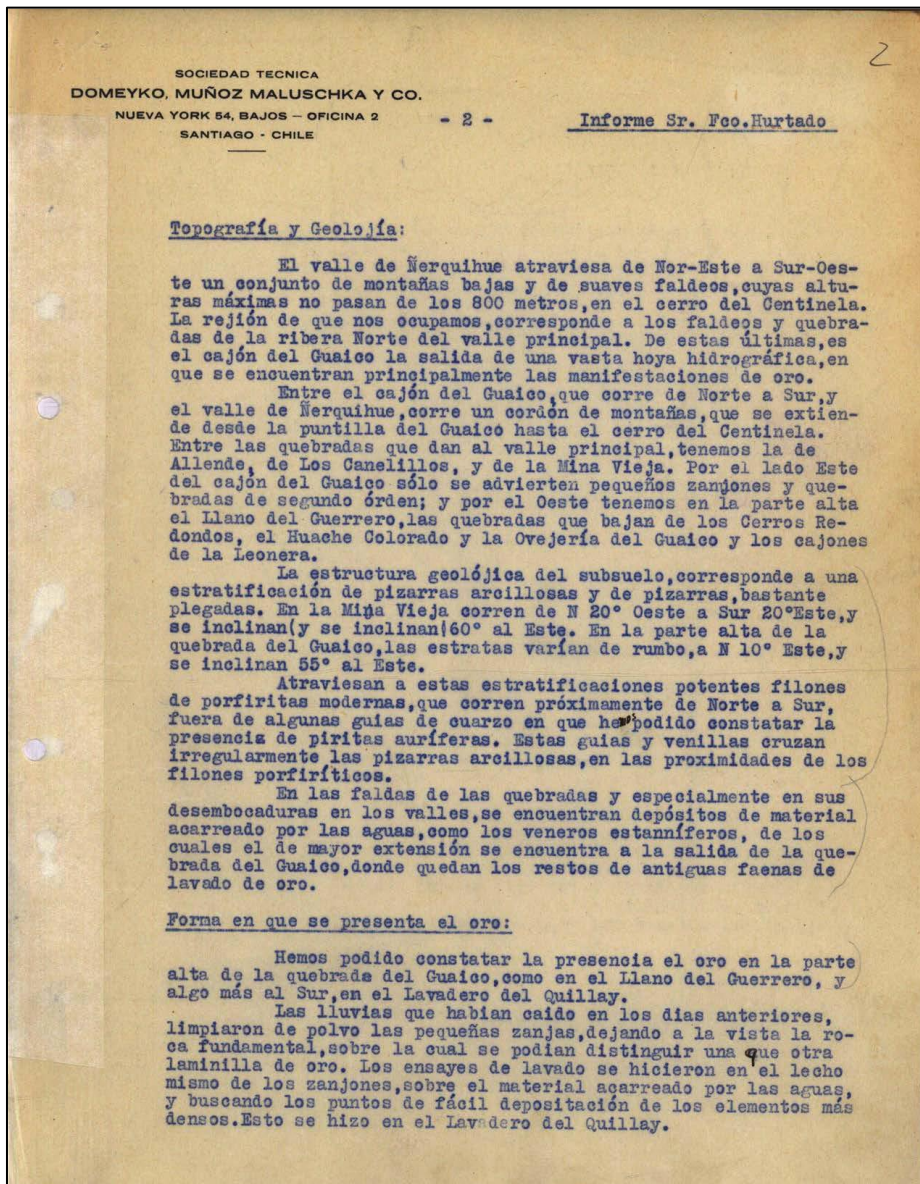 2
SOCIEDAD TECNICA
DOMEYKO, MUÑOZ MALUSCHKA Y CO.
NUEVA YORK 54, BAJOS — OFICINA 2
SANTIAGO - CHILE
- 2 -
Informe Sr. Fco.Hurtado
Topografía y Geolojía:
El valle de Ñerquihue atraviesa de Nor-Este a Sur-Oes-
te un conjunto de montañas bajas y de suaves faldeos,cuyas altu-
ras máximas no pasan de los 800 metros,en el cerro del Centinela.
La rejión de que nos ocupamos,corresponde a los faldeos y quebra-
das de la ribera Norte del valle principal. De estas últimas,es
el cajón del Guaico la salida de una vasta hoya hidrográfica,en
que se encuentran principalmente las manifestaciones de oro.
Entre el cajón del Guaico,que corre de Norte a Sur,y
el valle de Ñerquihue,corre un cordón de montañas,que se extien-
de desde la puntilla del Guaico hasta el cerro del Centinela.
Entre las quebradas que dan al valle principal,tenemos la de
Allende, de Los Canelillos, y de la Mina Vieja. Por el lado Este
del cajón del Guaico sólo se advierten pequeños zanjones y que-
bradas de segundo órden; y por el Oeste tenemos en la parte alta
el Llano del Guerrero,las quebradas que bajan de los Cerros Re-
dondos, el Huache Colorado y la Ovejería del Guaico y los cajones
de la Leonera.
La estructura geolójica del subsuelo,corresponde a una
estratificación de pizarras arcillosas y de pizarras,bastante
plegadas. En la Mina Vieja corren de N 20° Oeste a Sur 20°Este,y
se inclinan(y se inclinan|60° al Este. En la parte alta de la
quebrada del Guaico,las estratas varían de rumbo,a N 10° Este,y
se inclinan 55° al Este.
Atraviesan a estas estratificaciones potentes filones
de porfiritas modernas,que corren próximamente de Norte a Sur,
fuera de algunas guias de cuarzo en que hemos podido constatar la
presencia de piritas auríferas. Estas guias y venillas cruzan
irregularmente las pizarras arcillosas,en las proximidades de los
filones porfiríticos.
En las faldas de las quebradas y especialmente en sus
desembocaduras en los valles,se encuentran depósitos de material
acarreado por las aguas,como los veneros estanníferos, de los
cuales el de mayor extensión se encuentra a la salida de la que-
brada del Guaico,donde quedan los restos de antiguas faenas de
lavado de oro.
Forma en que se presenta el oro:
Hemos podido constatar la presencia el oro en la parte
alta de la quebrada del Guaico,como en el Llano del Guerrero, y
algo más al Sur,en el Lavadero del Quillay.
Las lluvias que habían caido en los dias anteriores,
limpiaron de polvo las pequeñas zanjas,dejando a la vista la ro-
ca fundamental,sobre la cual se podian distinguir una que otra
laminilla de oro. Los ensayes de lavado se hicieron en el lecho
mismo de los zanjones,sobre el material acarreado por las aguas,
y buscando los puntos de fácil depositación de los elementos más
densos.Esto se hizo en el Lavadero del Quillay.